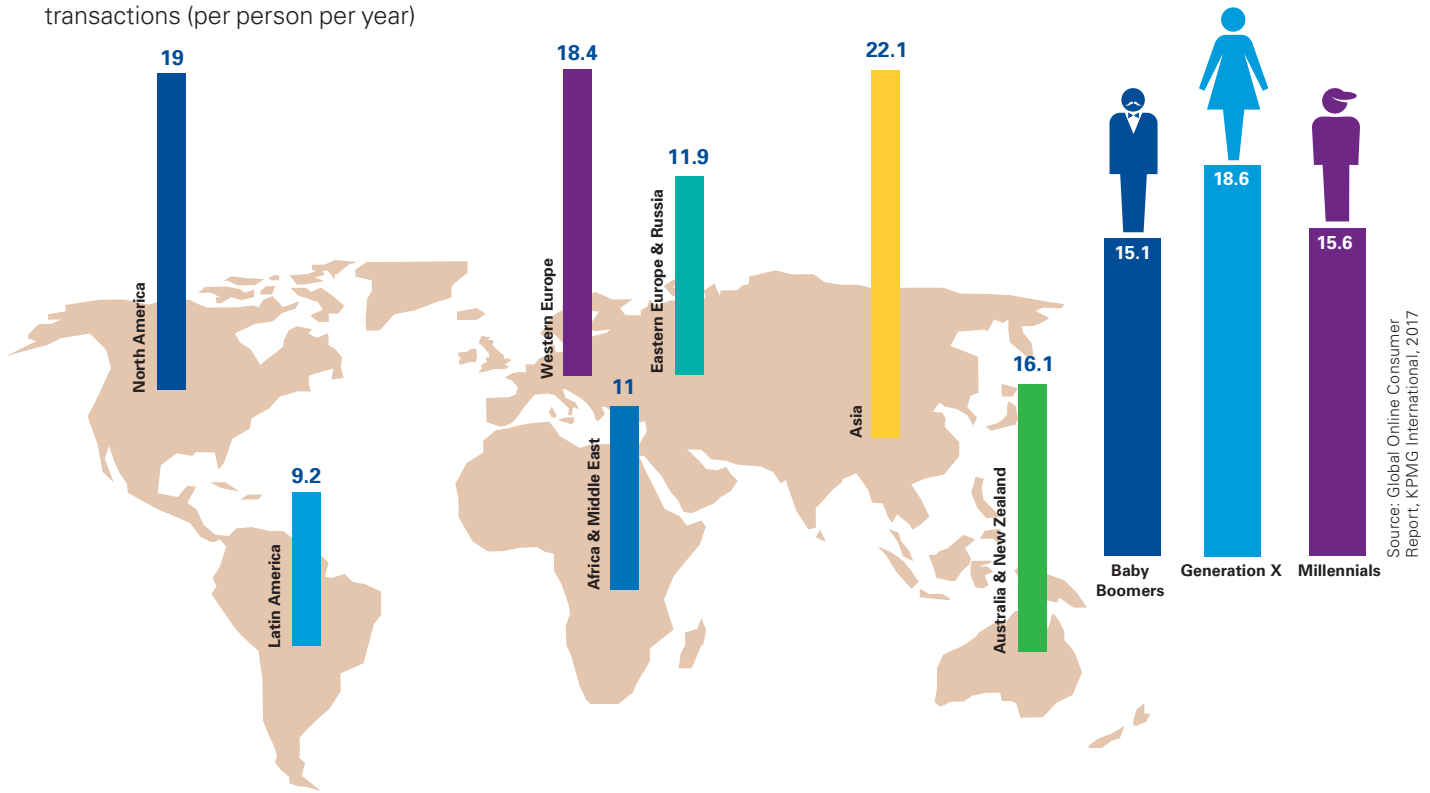 transactions (per person per year)
19
North America
18.4
Western Europe
11.9
Eastern Europe & Russia
22.1
Asia
11
Africa & Middle East
9.2
Latin America
16.1
Australia & New Zealand
15.1
Baby
Boomers
18.6
Generation X
15.6
Millennials
Source: Global Online Consumer
Report, KPMG International, 2017